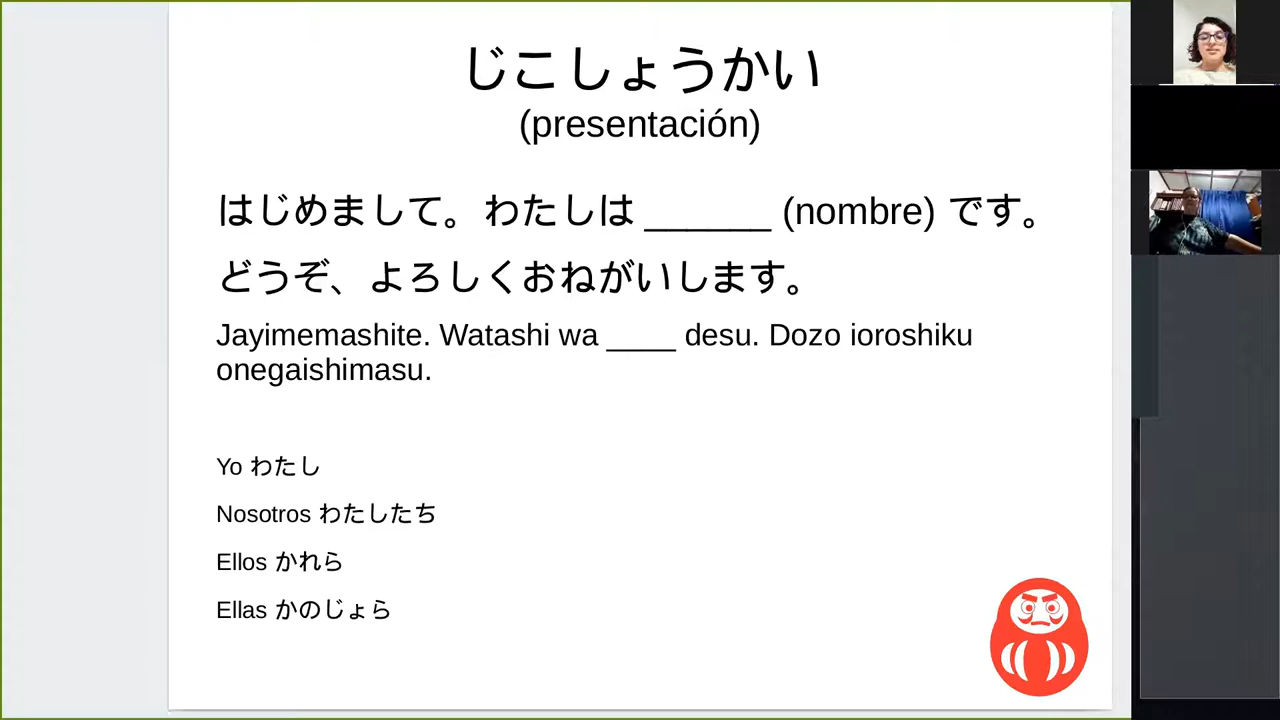 じこしょうかい
(presentación)
はじめまして。わたしは ______ (nombre) です。
どうぞ、よろしくおねがいします。
Jayimemashite. Watashi wa ____ desu. Dozo ioroshiku
onegaishimasu.
Yo わたし
Nosotros わたしたち
Ellos かれら
Ellas かのじょら